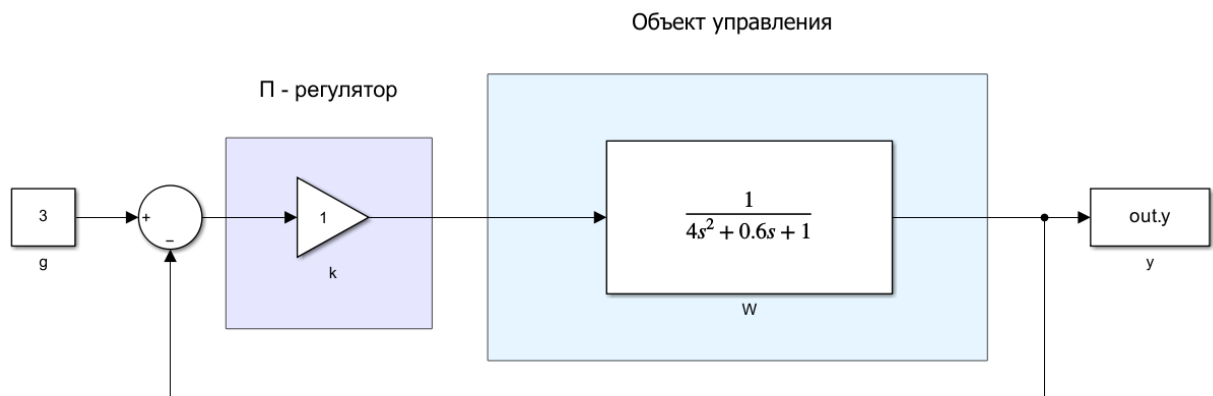 Объект управления
П - регулятор
3
g
+
−
1
k
1
4s² + 0.6s + 1
W
out.y
y